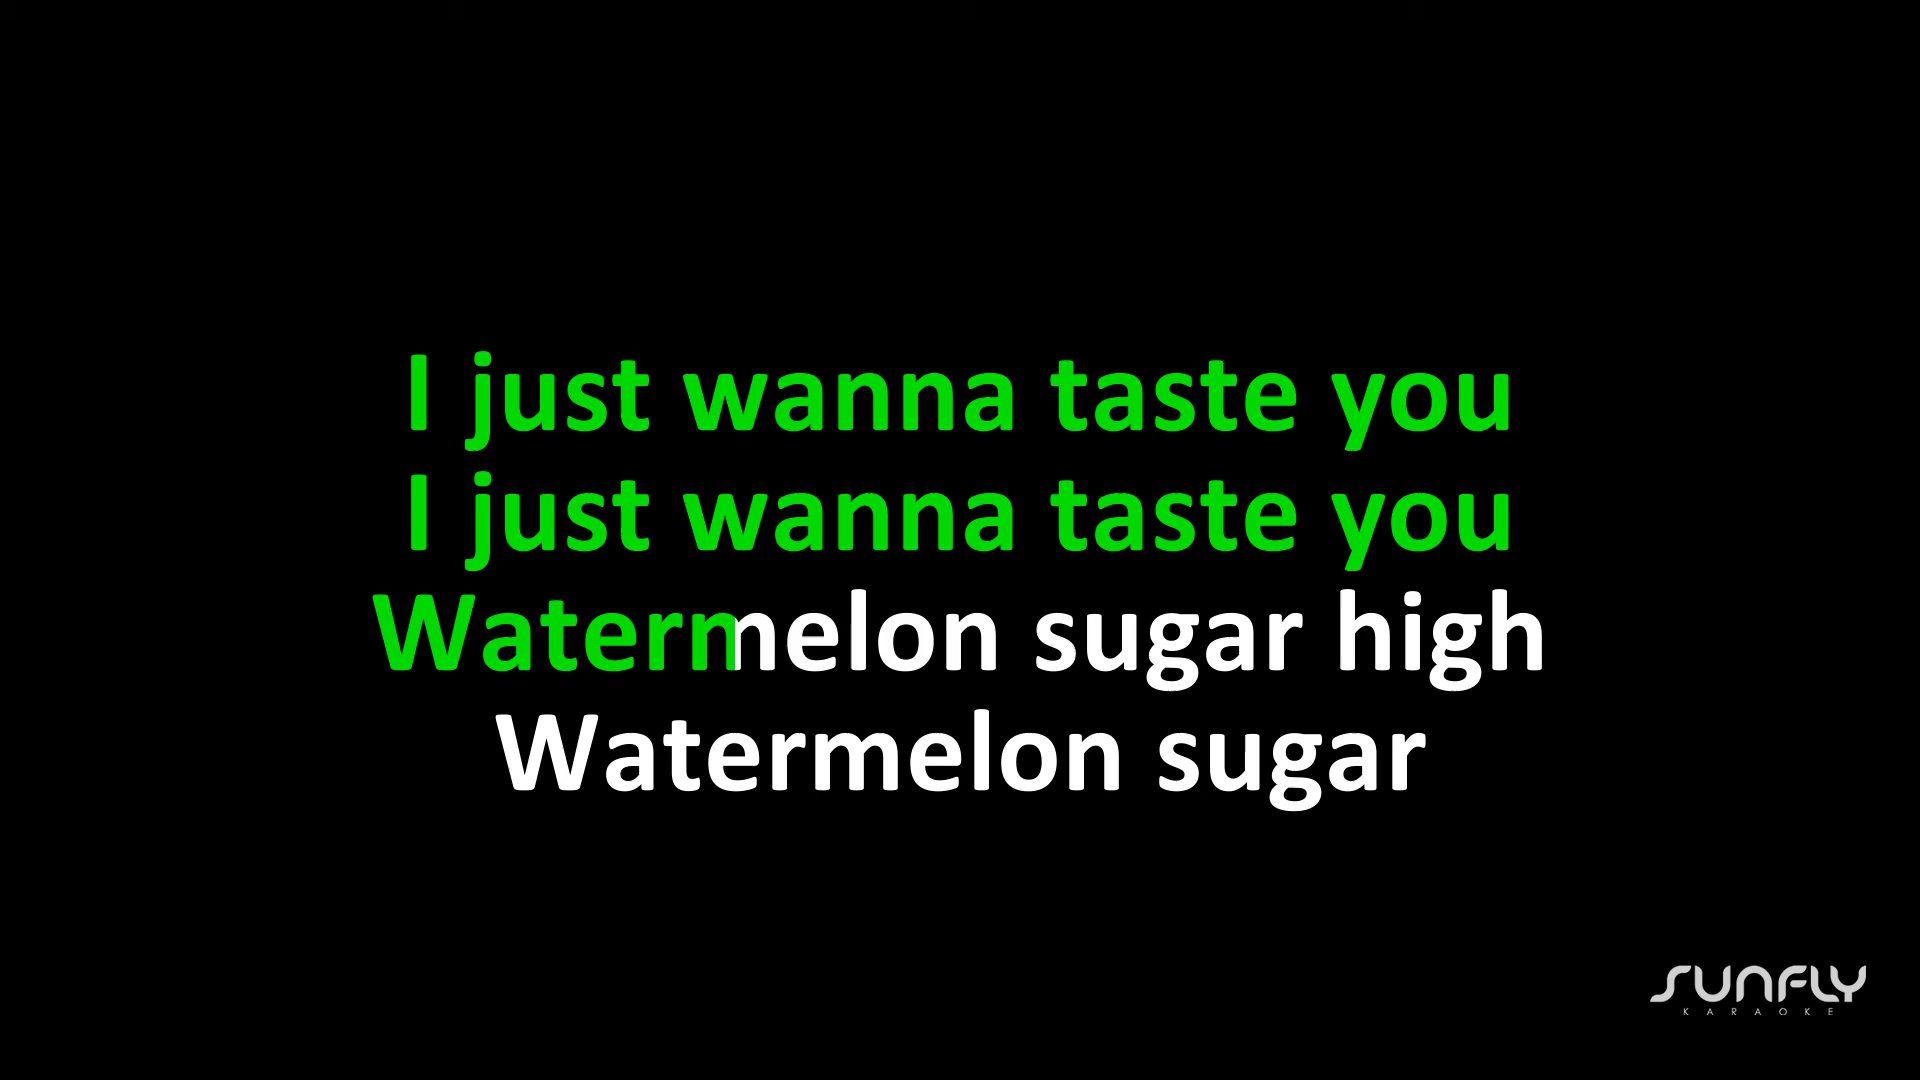 I just wanna taste you
I just wanna taste you
Watermelon sugar high
Watermelon sugar
SUNFLY
KARAOKE